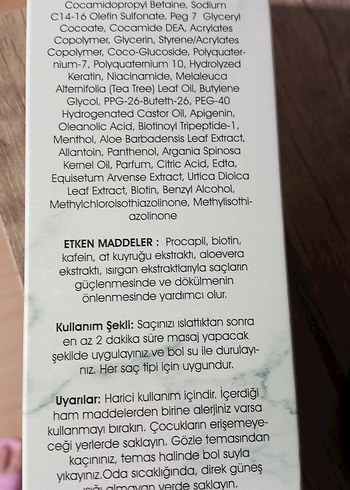 Cocamidopropyl Betaine, Sodium
C14-16 Olefin Sulfonate, Peg 7 Glyceryl
Cocoate, Cocamide DEA, Acrylates
Copolymer, Glycerin, Styrene/Acrylates
Copolymer, Coco-Glucoside, Polyquater-
nium-7, Polyquaternium 10, Hydrolyzed
Keratin, Niacinamide, Melaleuca
Alternifolia (Tea Tree) Leaf Oil, Butylene
Glycol, PPG-26-Buteth-26, PEG-40
Hydrogenated Castor Oil, Apigenin,
Oleanolic Acid, Biotinoyl Tripeptide-1,
Menthol, Aloe Barbadensis Leaf Extract,
Allantoin, Panthenol, Argania Spinosa
Kernel Oil, Parfum, Citric Acid, Edta,
Equisetum Arvense Extract, Urtica Dioica
Leaf Extract, Biotin, Benzyl Alcohol,
Methylchloroisothiazolinone, Methylisothi-
azolinone
ETKEN MADDELER : Procapil, biotin,
kafein, at kuyruğu ekstraktı, aloevera
ekstraktı, ısırgan ekstraktlarıyla saçların
güçlenmesinde ve dökülmenin
önlenmesinde yardımcı olur.
Kullanım Şekli: Saçınızı ıslattıktan sonra
en az 2 dakika süre masaj yapacak
şekilde uygulayınız ve bol su ile durulayı-
nız. Her saç tipi için uygundur.
Uyarılar: Harici kullanım içindir. İçerdiği
ham maddelerden birine alerjiniz varsa
kullanmayı bırakın. Çocukların erişemeye-
ceği yerlerde saklayın. Gözle temasından
kaçınınız, temas halinde bol suyla
yıkayınız.Oda sıcaklığında, direk güneş
ışığı almayan yerde saklayın.